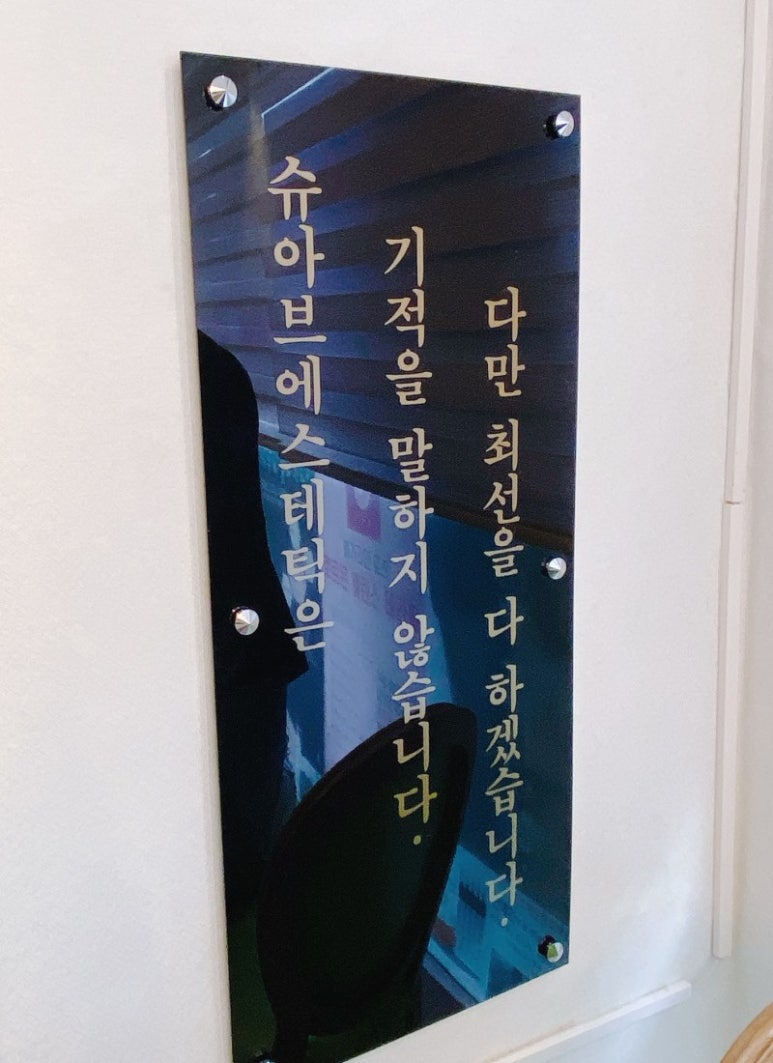 슈아브에스테틱은
기적을 말하지 않습니다.
다만 최선을 다 하겠습니다.